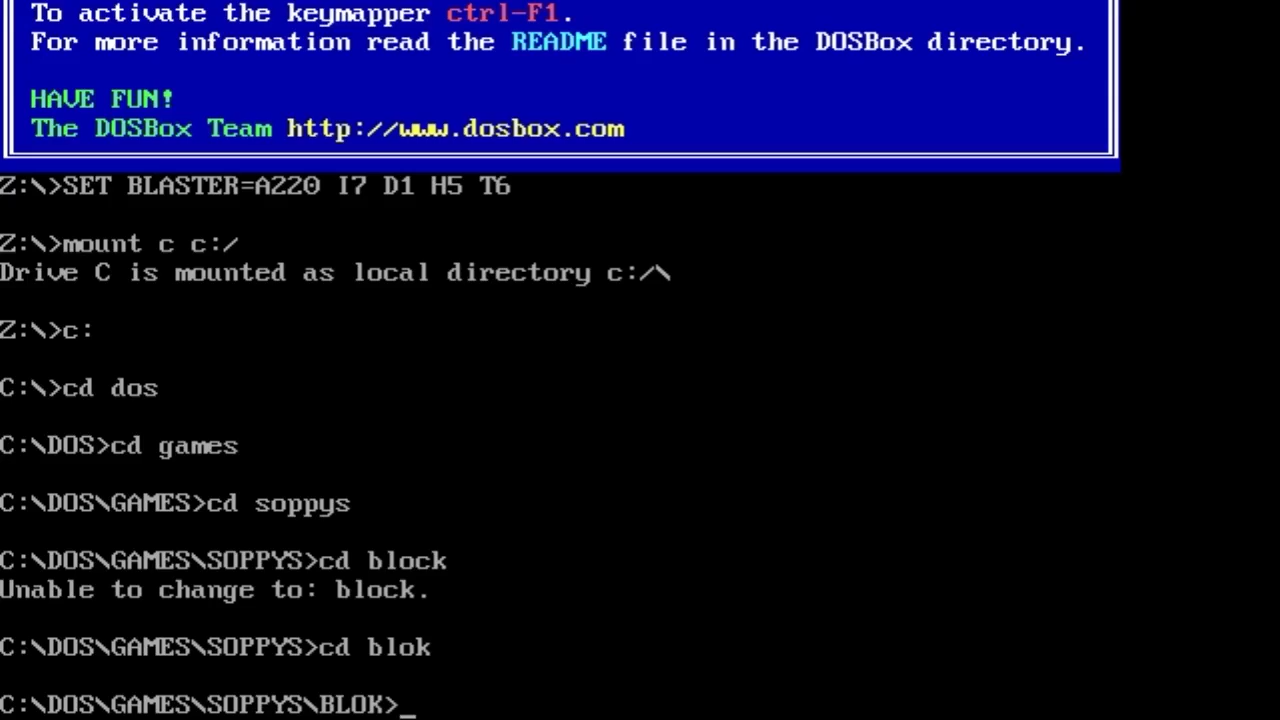 To activate the keymapper ctrl-F1.
For more information read the README file in the DOSBox directory.
HAVE FUN!
The DOSBox Team http://www.dosbox.com
Z:\>SET BLASTER=A220 I7 D1 H5 T6
Z:\>mount c c:/
Drive C is mounted as local directory c:/\
Z:\>c:
C:\>cd dos
C:\DOS>cd games
C:\DOS\GAMES>cd soppys
C:\DOS\GAMES\SOPPYS>cd block
Unable to change to: block.
C:\DOS\GAMES\SOPPYS>cd blok
C:\DOS\GAMES\SOPPYS\BLOK>_